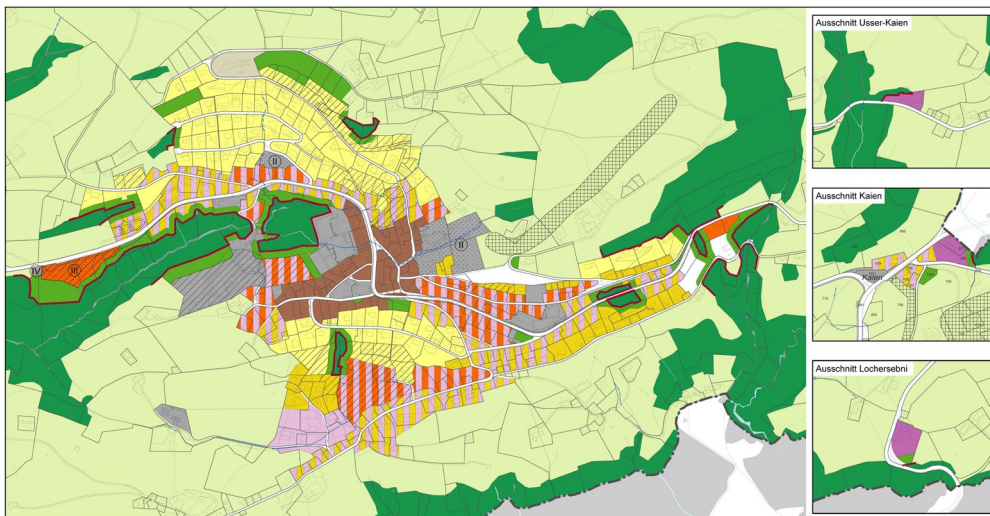 Ausschnitt Usser-Kaien
II
II
IV
III
Ausschnitt Kaien
Kaien
Ausschnitt Lochersebni